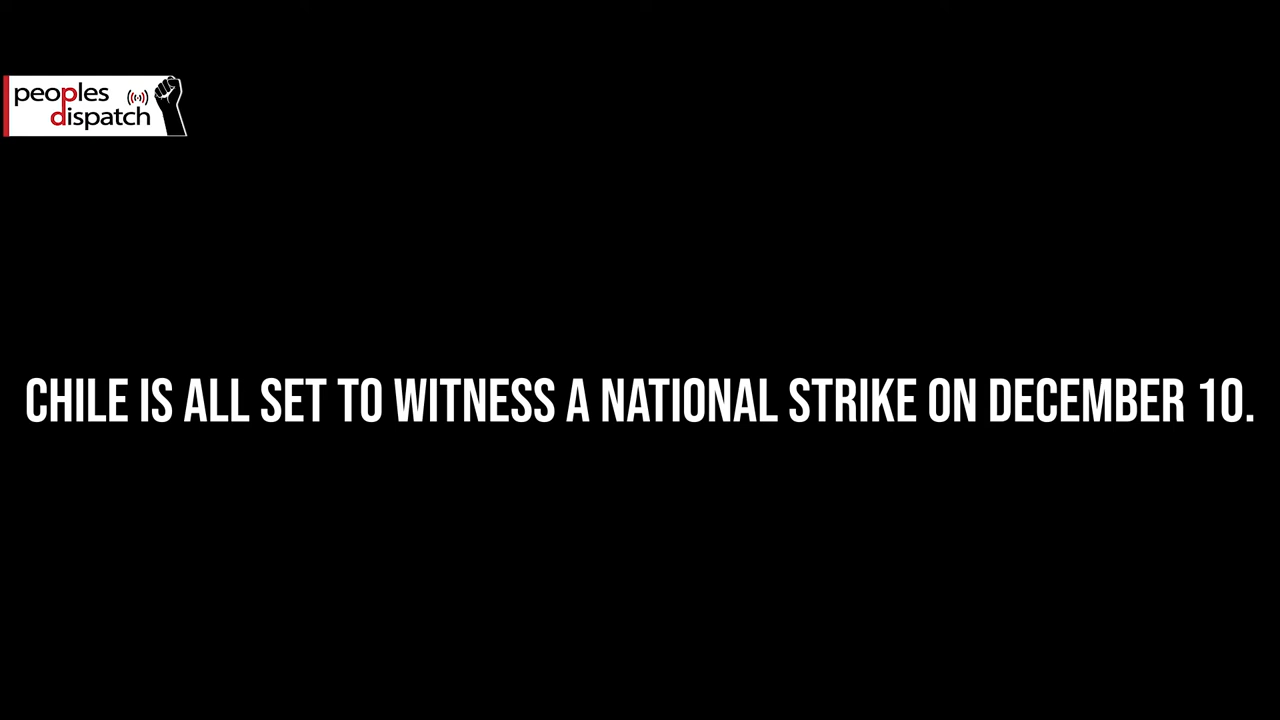 peoples
dispatch
CHILE IS ALL SET TO WITNESS A NATIONAL STRIKE ON DECEMBER 10.